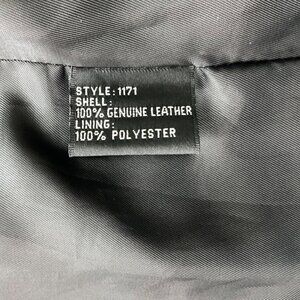 STYLE: 1171
SHELL:
100% GENUINE LEATHER
LINING:
100% POLYESTER